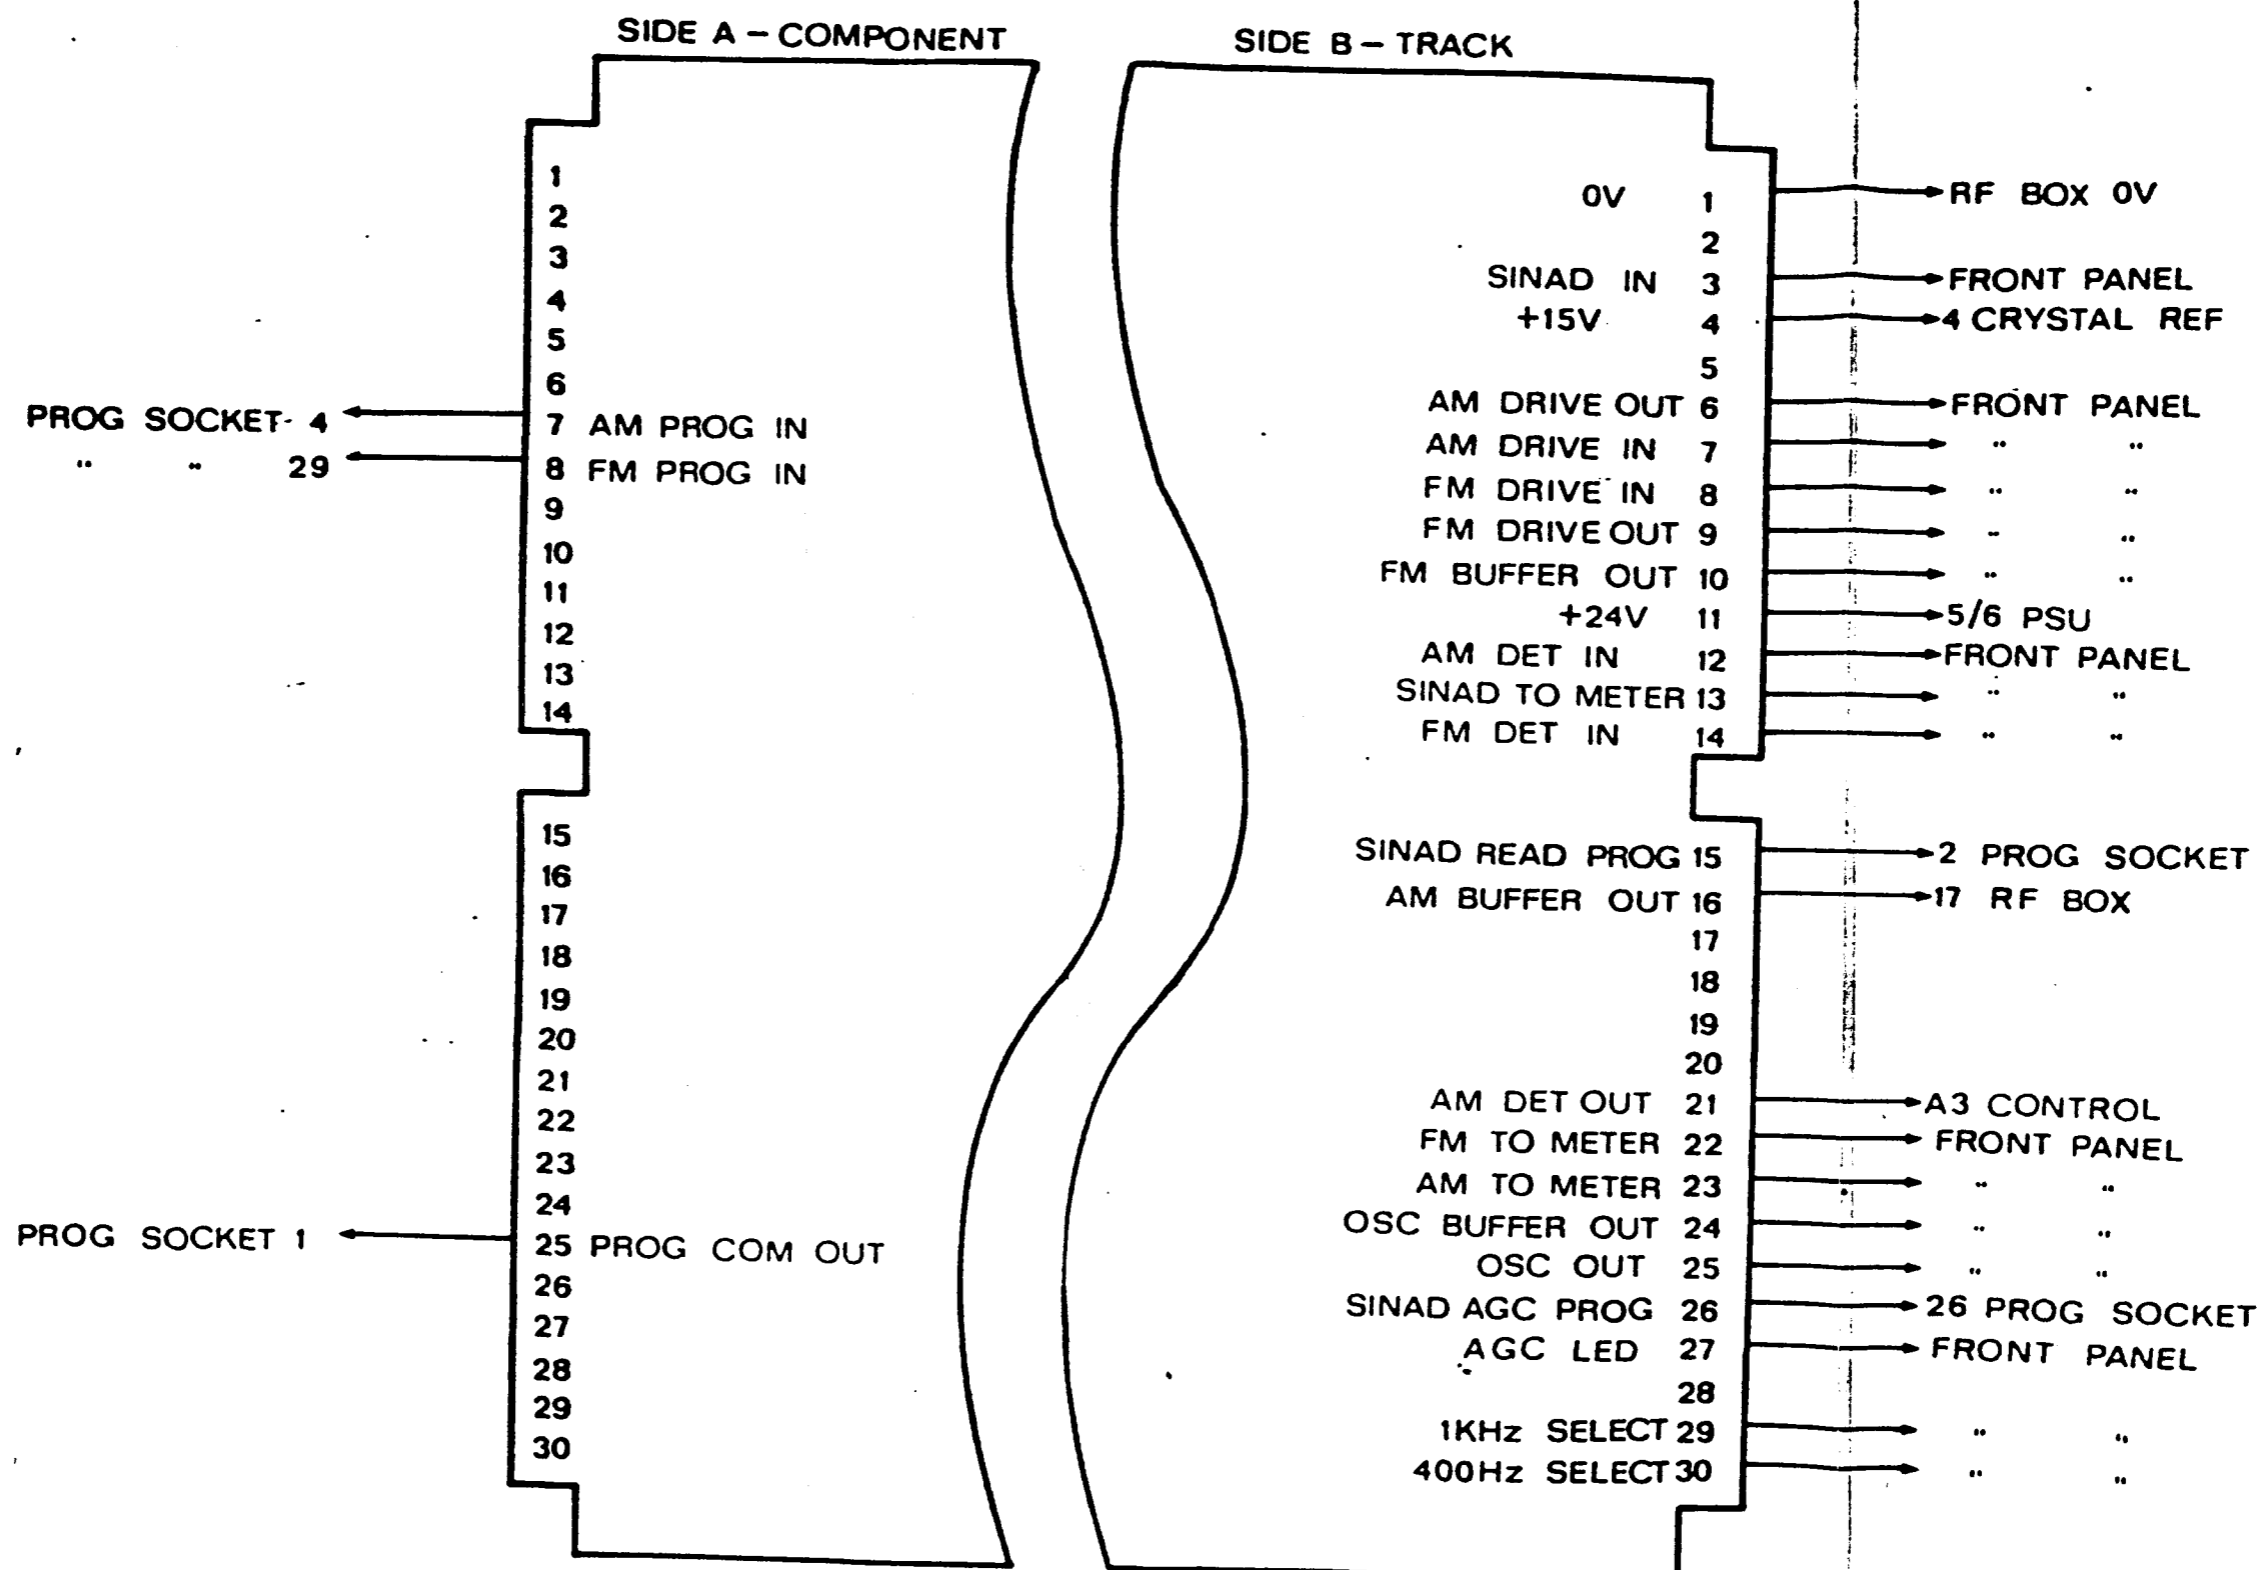 SIDE A – COMPONENT
1
2
3
4
5
6
PROG SOCKET 4 7 AM PROG IN
" " 29 8 FM PROG IN
9
10
11
12
13
14
15
16
17
18
19
20
21
22
23
24
PROG SOCKET 1 25 PROG COM OUT
26
27
28
29
30
SIDE B – TRACK
0V 1 RF BOX 0V
2
SINAD IN 3 FRONT PANEL
+15V 4 4 CRYSTAL REF
5
AM DRIVE OUT 6 FRONT PANEL
AM DRIVE IN 7 " "
FM DRIVE IN 8 " "
FM DRIVE OUT 9 " "
FM BUFFER OUT 10 " "
+24V 11 5/6 PSU
AM DET IN 12 FRONT PANEL
SINAD TO METER 13 " "
FM DET IN 14 " "
SINAD READ PROG 15 2 PROG SOCKET
AM BUFFER OUT 16 17 RF BOX
17
18
19
20
AM DET OUT 21 A3 CONTROL
FM TO METER 22 FRONT PANEL
AM TO METER 23 " "
OSC BUFFER OUT 24 " "
OSC OUT 25 " "
SINAD AGC PROG 26 26 PROG SOCKET
AGC LED 27 FRONT PANEL
28
1KHz SELECT 29 " "
400Hz SELECT 30 " "